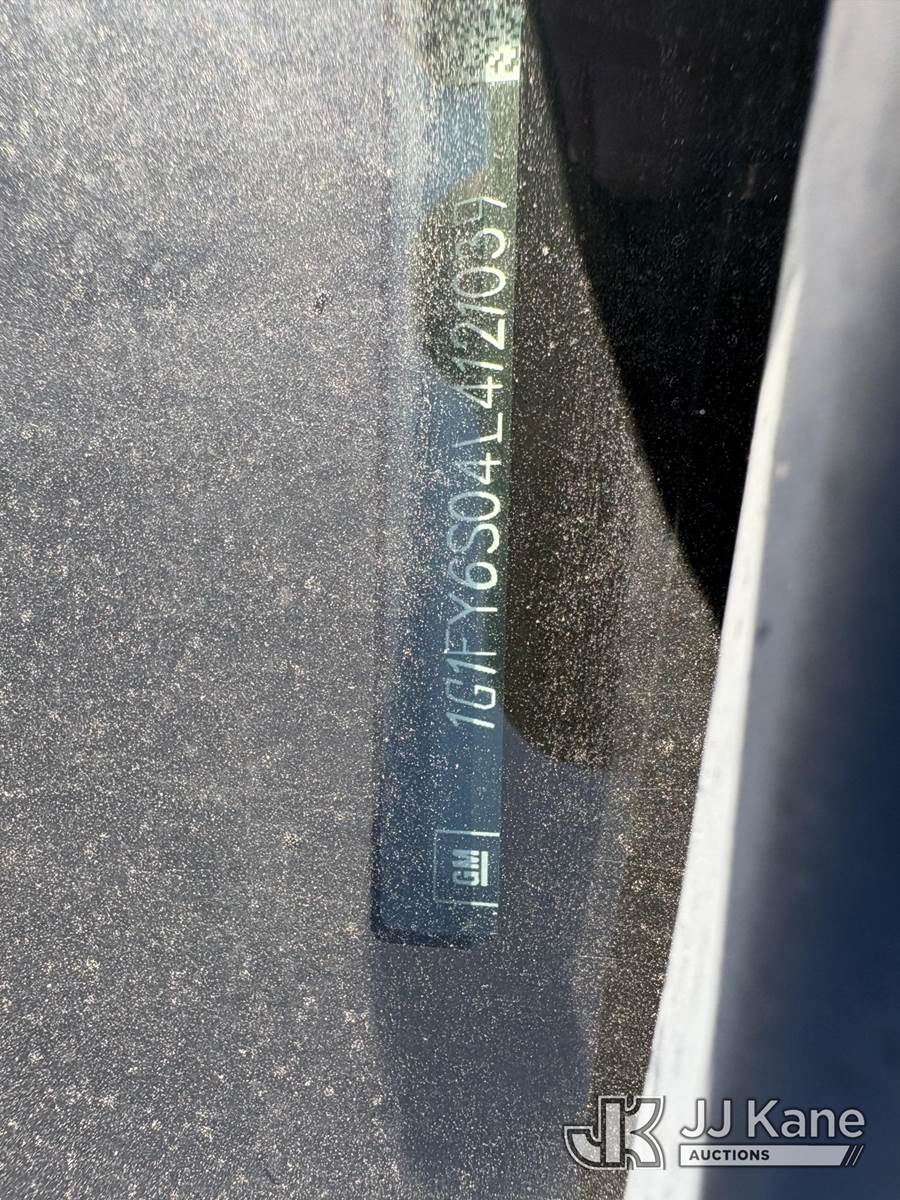 GM 1G1FY6S04L4121039
JJ Kane
AUCTIONS